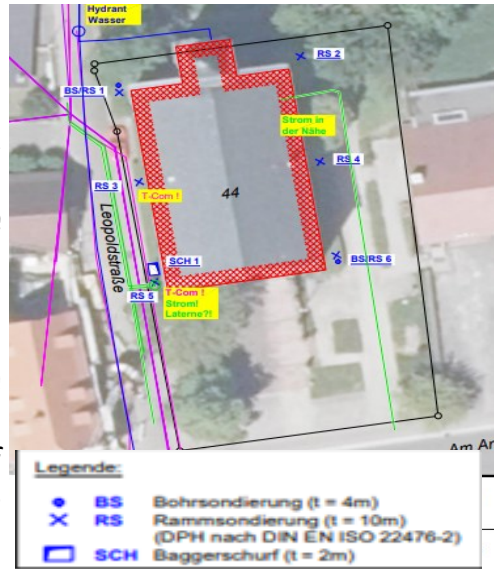 Hydrant
Wasser
RS 2
BS/RS 1
Strom in
der Nähe
RS 4
RS 3
T-Com !
44
Leopoldstraße
SCH 1
BS/RS 6
T-Com !
RS 5
Strom!
Laterne?!
Am
Legende:
BS Bohrsondierung (t = 4m)
RS Rammsondierung (t = 10m)
(DPH nach DIN EN ISO 22476-2)
SCH Baggerschurf (t = 2m)